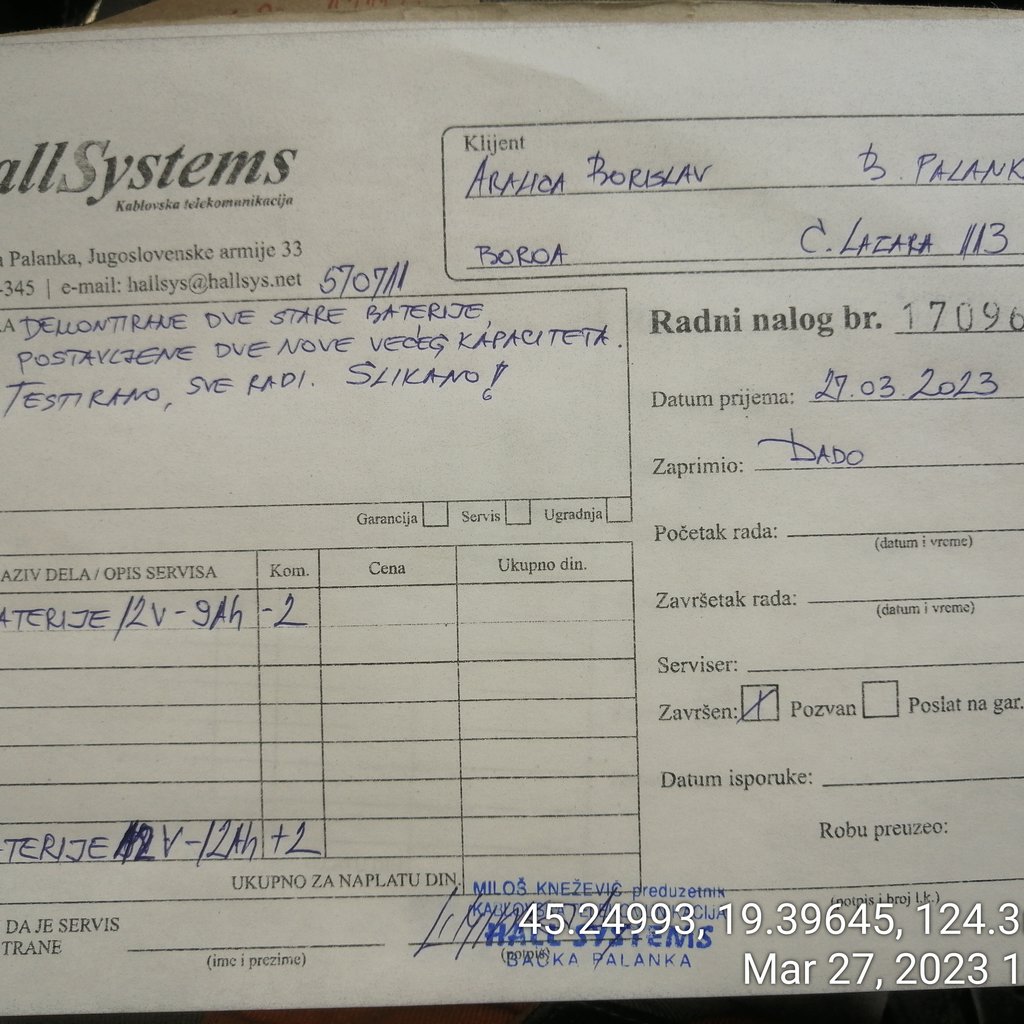 allSystems
Kablovska telekomunikacija
a Palanka, Jugoslovenske armije 33
-345 | e-mail: hallsys@hallsys.net
570711
Klijent
ARALICA BORISLAV B. PALANK
BOROA C. LAZARA 113
A DEMONTIRANE DVE STARE BATERIJE,
POSTAVLJENE DVE NOVE VEĆEG KAPACITETA.
TESTIRANO, SVE RADI. SLIKANO!
Garancija Servis Ugradnja
Radni nalog br. 17096
Datum prijema: 27.03.2023
Zaprimio: DADO
Početak rada:
(datum i vreme)
Završetak rada:
(datum i vreme)
Serviser:
Završen: Pozvan Poslat na gar.
Datum isporuke:
Robu preuzeo:
(potpis i broj l.k.)
AZIV DELA / OPIS SERVISA Kom. Cena Ukupno din.
ATERIJE 12V-9Ah -2
TERIJE 12V-12Ah +2
UKUPNO ZA NAPLATU DIN.
DA JE SERVIS
TRANE
(ime i prezime)
(potpis)
MILOŠ KNEŽEVIĆ preduzetnik
HALL SYSTEMS
BAČKA PALANKA
45.24993, 19.39645, 124.3
Mar 27, 2023 1